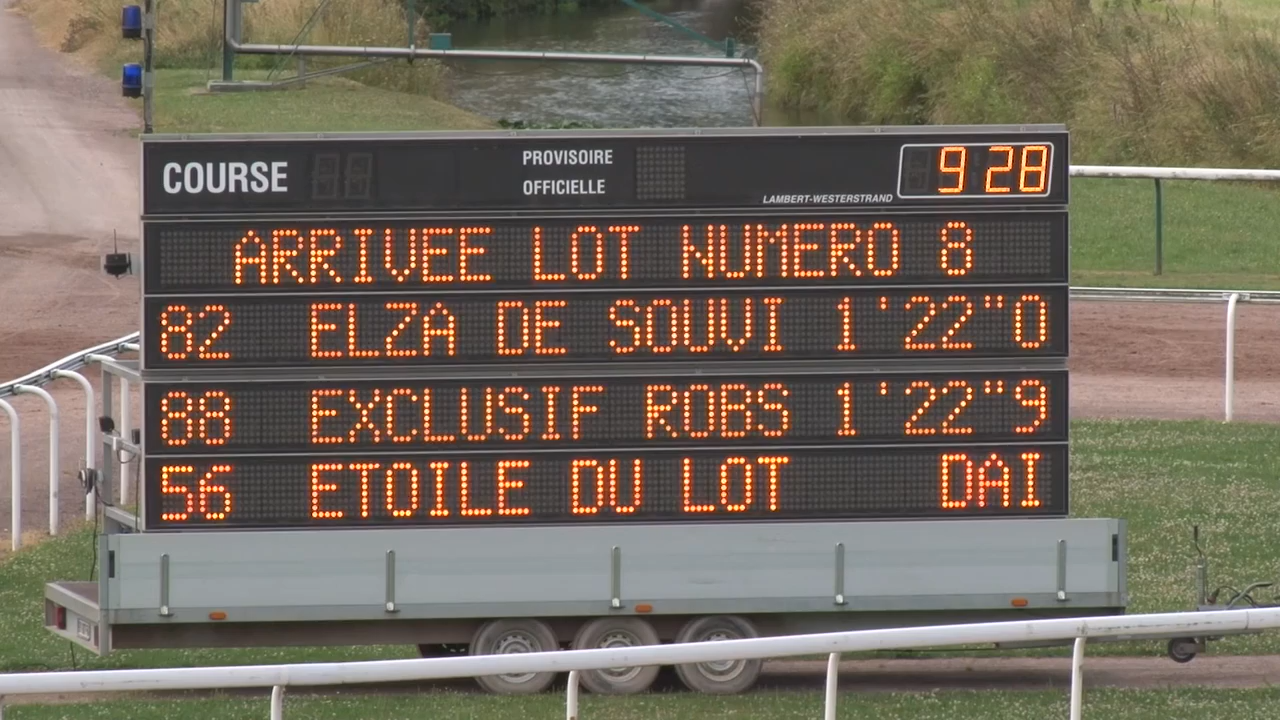 COURSE
PROVISOIRE
OFFICIELLE
LAMBERT-WESTERSTRAND
9 28
ARRIVEE LOT NUMERO 8
82 ELZA DE SOUVI 1'22"0
88 EXCLUSIF ROBS 1'22"9
56 ETOILE DU LOT DAI